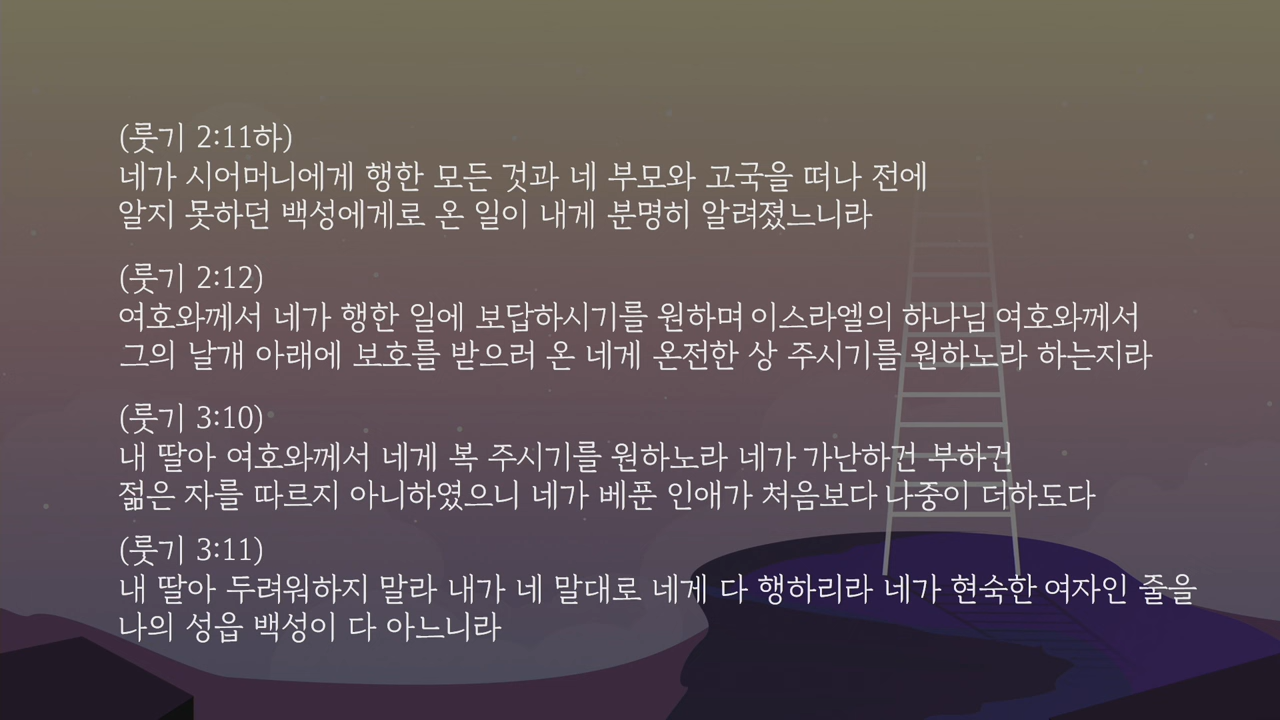 (룻기 2:11하)
네가 시어머니에게 행한 모든 것과 네 부모와 고국을 떠나 전에
알지 못하던 백성에게로 온 일이 내게 분명히 알려졌느니라
(룻기 2:12)
여호와께서 네가 행한 일에 보답하시기를 원하며 이스라엘의 하나님 여호와께서
그의 날개 아래에 보호를 받으러 온 네게 온전한 상 주시기를 원하노라 하는지라
(룻기 3:10)
내 딸아 여호와께서 네게 복 주시기를 원하노라 네가 가난하건 부하건
젊은 자를 따르지 아니하였으니 네가 베푼 인애가 처음보다 나중이 더하도다
(룻기 3:11)
내 딸아 두려워하지 말라 내가 네 말대로 네게 다 행하리라 네가 현숙한 여자인 줄을
나의 성읍 백성이 다 아느니라